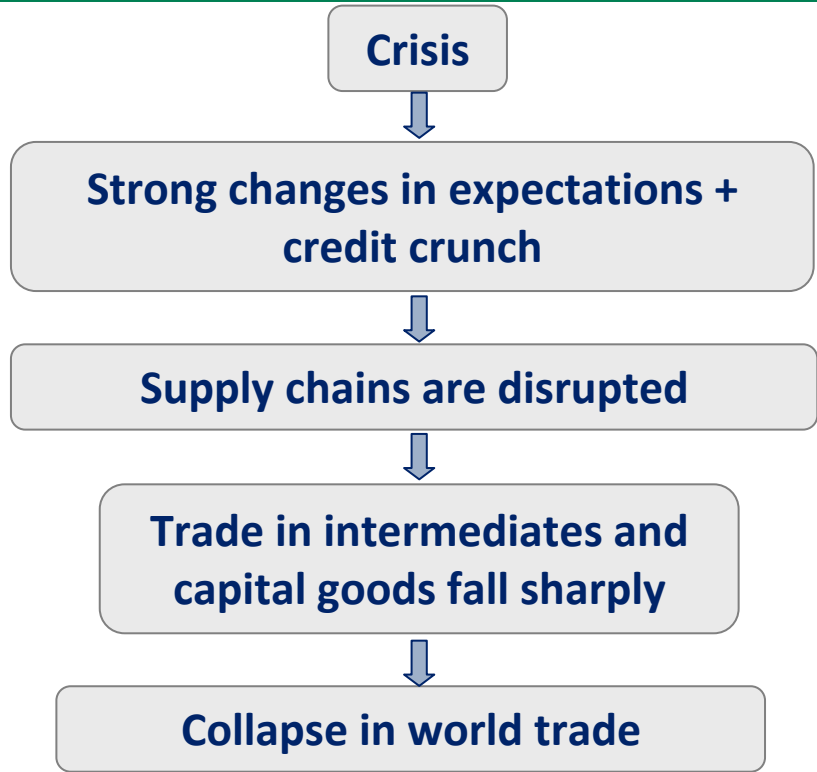 Crisis
Strong changes in expectations +
credit crunch
Supply chains are disrupted
Trade in intermediates and
capital goods fall sharply
Collapse in world trade